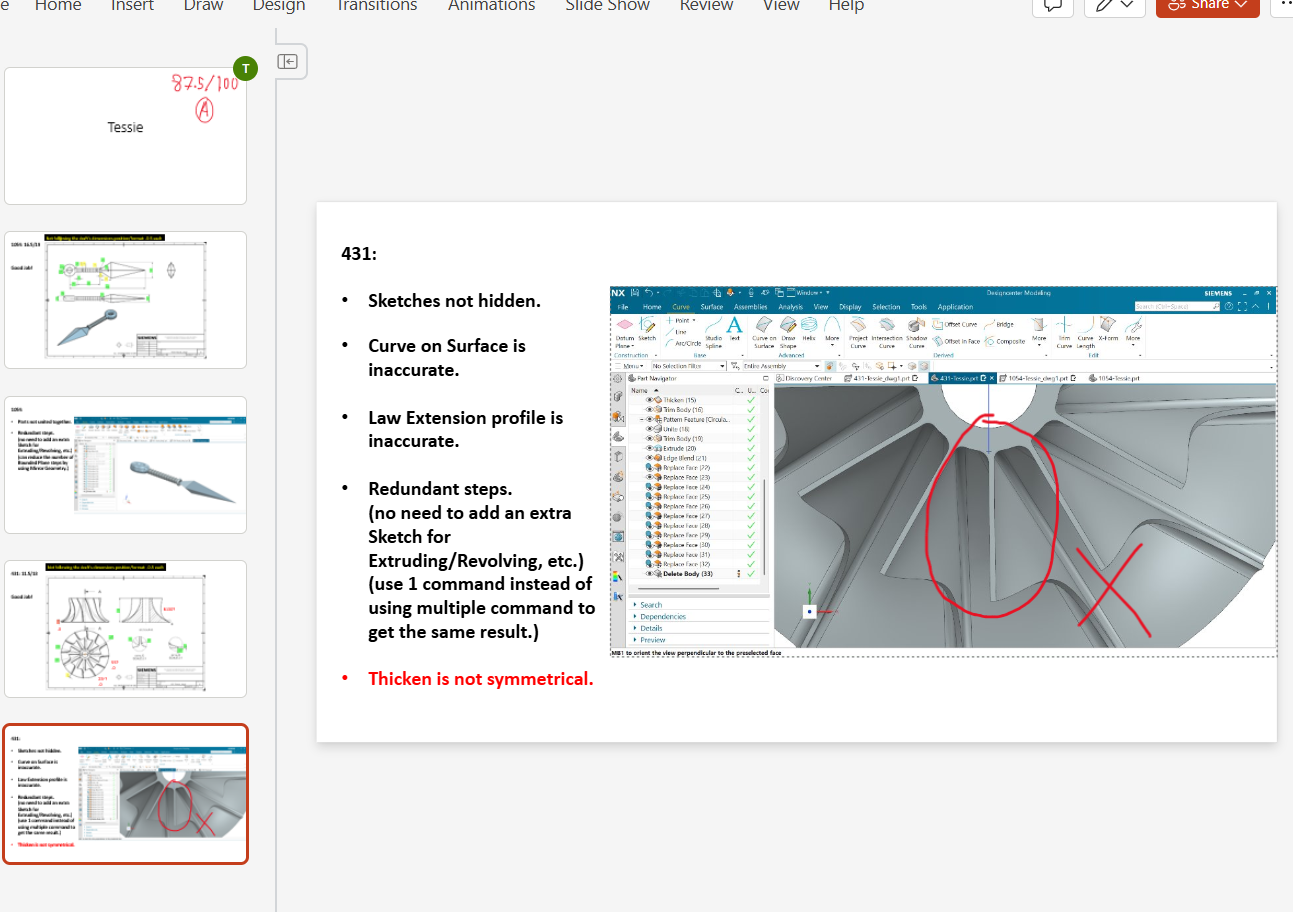 Home Insert Draw Design Transitions Animations Slide Show Review View Help
Share
T
87.5/100
A
Tessie
Good Job!
431:
• Sketches not hidden.
• Curve on Surface is
inaccurate.
• Law Extension profile is
inaccurate.
• Redundant steps.
(no need to add an extra
Sketch for
Extruding/Revolving, etc.)
(use 1 command instead of
using multiple command to
get the same result.)
• Thicken is not symmetrical.
NX
Window
Designcenter Modeling
SIEMENS
File Home Curve Surface Assemblies Analysis View Display Selection Tools Application
Point
Line
Arc/Circle
Datum Plane
Sketch
Studio Spline
Text
Curve on Surface
Draw Shape
Helix
More
Project Curve
Intersection Curve
Shadow Curve
Offset Curve
Offset in Face
Bridge
Composite
More
Trim Curve
Curve Length
X-Form
More
Construction
Base
Advanced
Derived
Edit
Menu
No Selection Filter
Entire Assembly
Part Navigator
Discovery Center
431-Tessie_dwg1.prt
431-Tessie.prt
1054-Tessie_dwg1.prt
1054-Tessie.prt
Name
Thicken (15)
Trim Body (16)
Pattern Feature [Circula...
Unite (18)
Trim Body (19)
Extrude (20)
Edge Blend (21)
Replace Face (22)
Replace Face (23)
Replace Face (24)
Replace Face (25)
Replace Face (26)
Replace Face (27)
Replace Face (28)
Replace Face (29)
Replace Face (30)
Replace Face (31)
Replace Face (32)
Delete Body (33)
Search
Dependencies
Details
Preview
MB1 to orient the view perpendicular to the preselected face